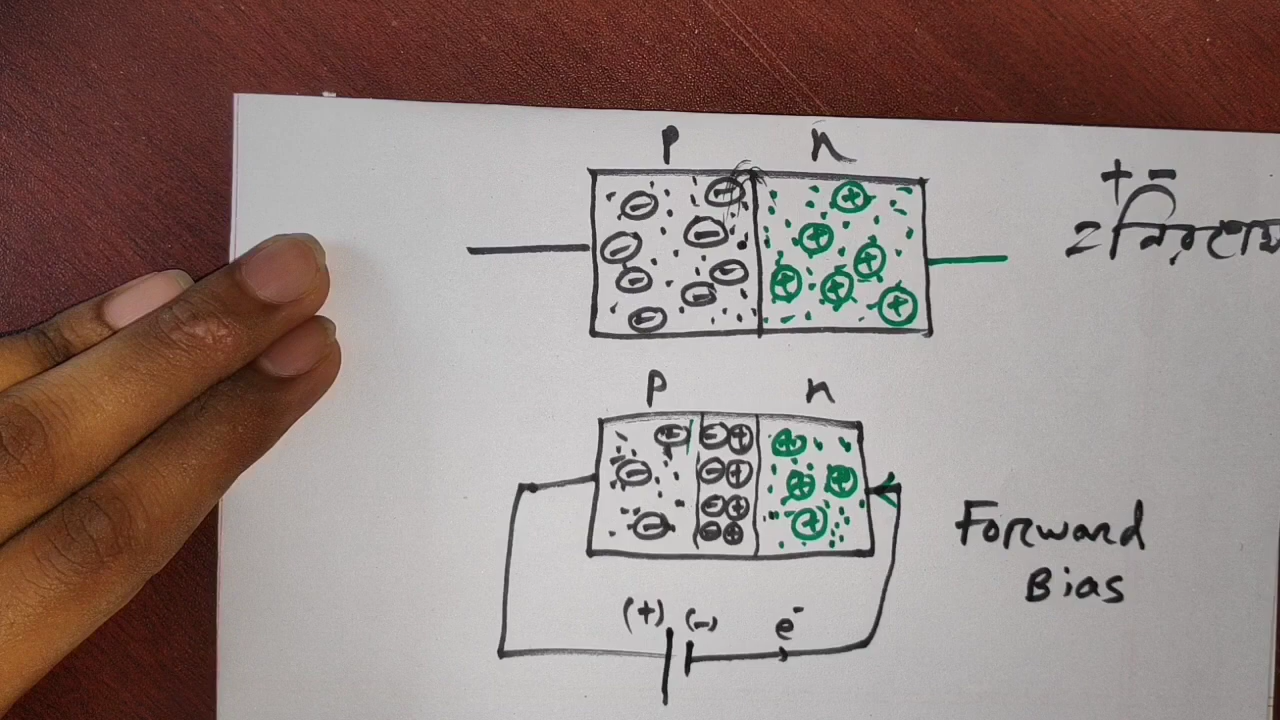 p n
+ -
p n
Forward
Bias
(+) (-) e⁻